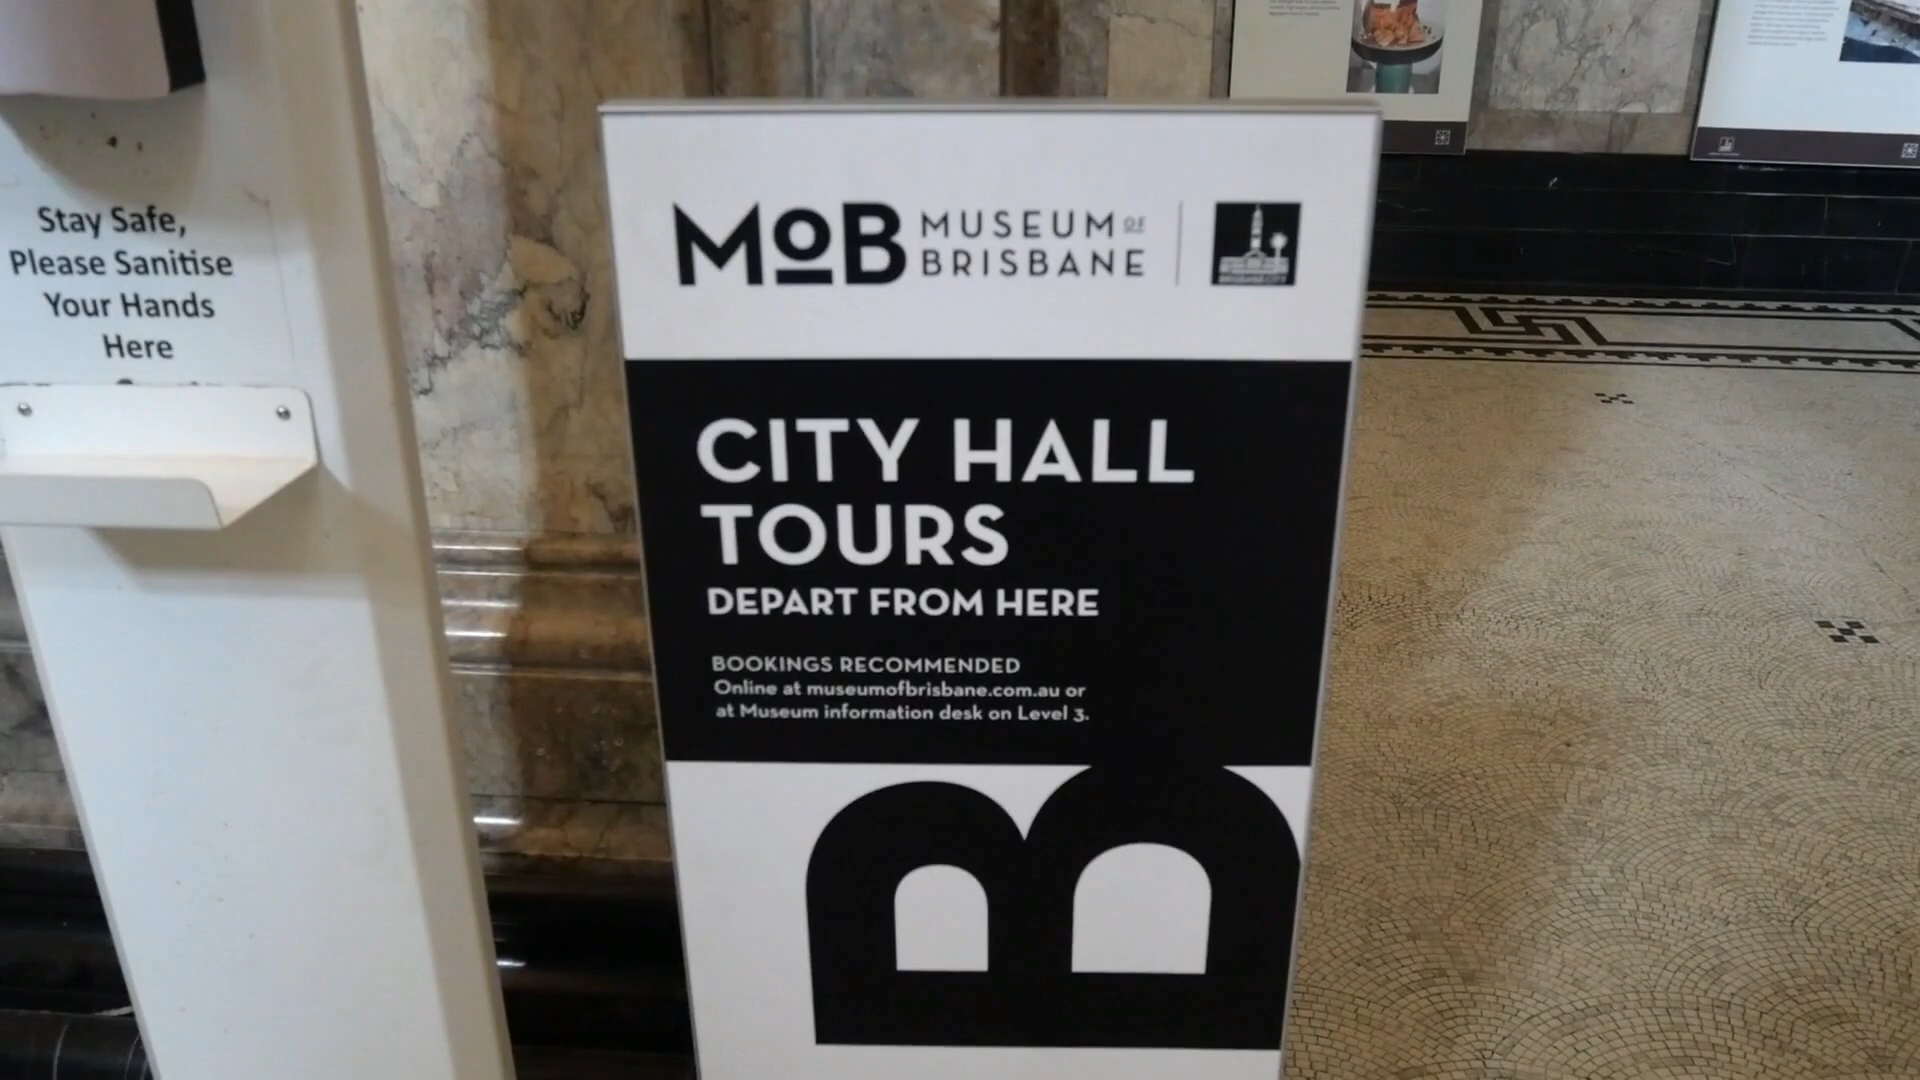 Stay Safe,
Please Sanitise
Your Hands
Here
MoB MUSEUM OF
BRISBANE
CITY HALL
TOURS
DEPART FROM HERE
BOOKINGS RECOMMENDED
Online at museumofbrisbane.com.au or
at Museum information desk on Level 3.
B